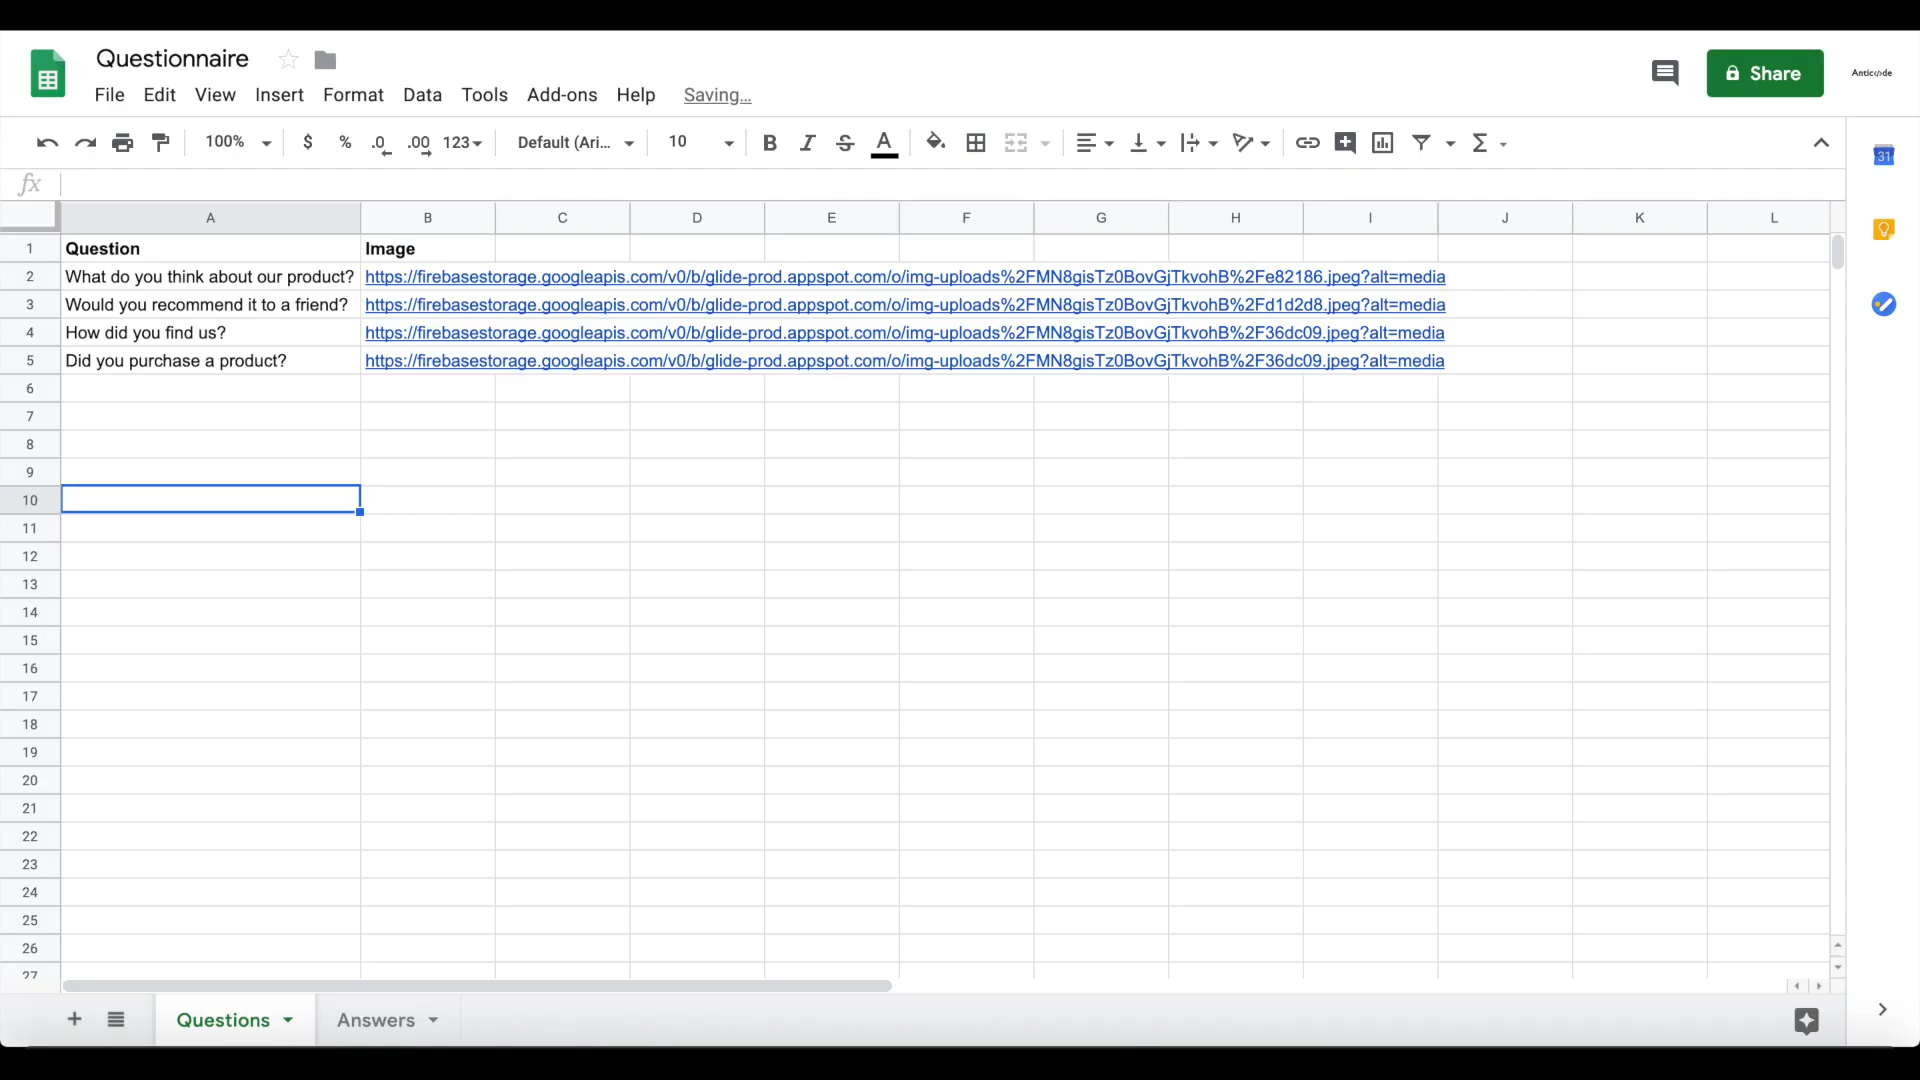 Questionnaire
File Edit View Insert Format Data Tools Add-ons Help Saving...
Share
Antic</>de
100% $ % .0 .00 123 Default (Ari... 10 B I S A Σ
31
fx
A B C D E F G H I J K L
1 Question Image
2 What do you think about our product? https://firebasestorage.googleapis.com/v0/b/glide-prod.appspot.com/o/img-uploads%2FMN8gisTz0BovGjTkvohB%2Fe82186.jpeg?alt=media
3 Would you recommend it to a friend? https://firebasestorage.googleapis.com/v0/b/glide-prod.appspot.com/o/img-uploads%2FMN8gisTz0BovGjTkvohB%2Fd1d2d8.jpeg?alt=media
4 How did you find us? https://firebasestorage.googleapis.com/v0/b/glide-prod.appspot.com/o/img-uploads%2FMN8gisTz0BovGjTkvohB%2F36dc09.jpeg?alt=media
5 Did you purchase a product? https://firebasestorage.googleapis.com/v0/b/glide-prod.appspot.com/o/img-uploads%2FMN8gisTz0BovGjTkvohB%2F36dc09.jpeg?alt=media
6
7
8
9
10
11
12
13
14
15
16
17
18
19
20
21
22
23
24
25
26
27
Questions Answers